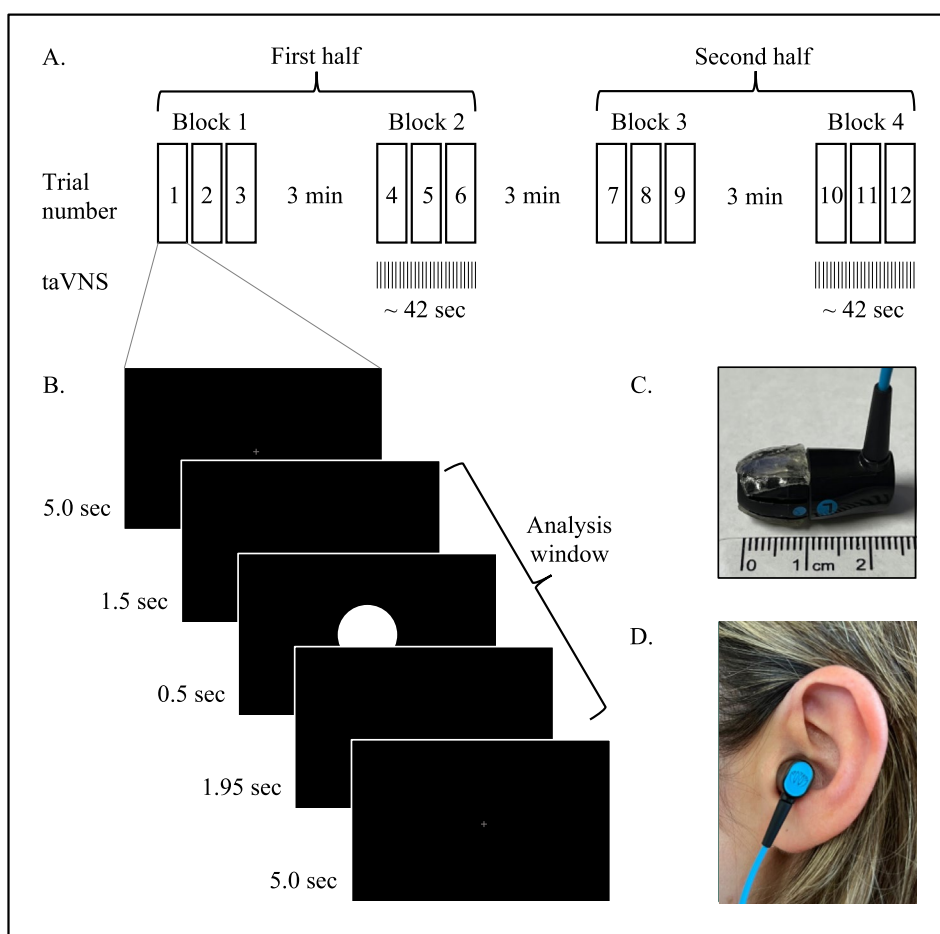 A.
First half
Second half
Block 1
Block 2
Block 3
Block 4
Trial
number
1 2 3
3 min
4 5 6
3 min
7 8 9
3 min
10 11 12
taVNS
~ 42 sec
~ 42 sec
B.
5.0 sec
1.5 sec
0.5 sec
1.95 sec
5.0 sec
Analysis
window
C.
L
0 1 cm 2
D.